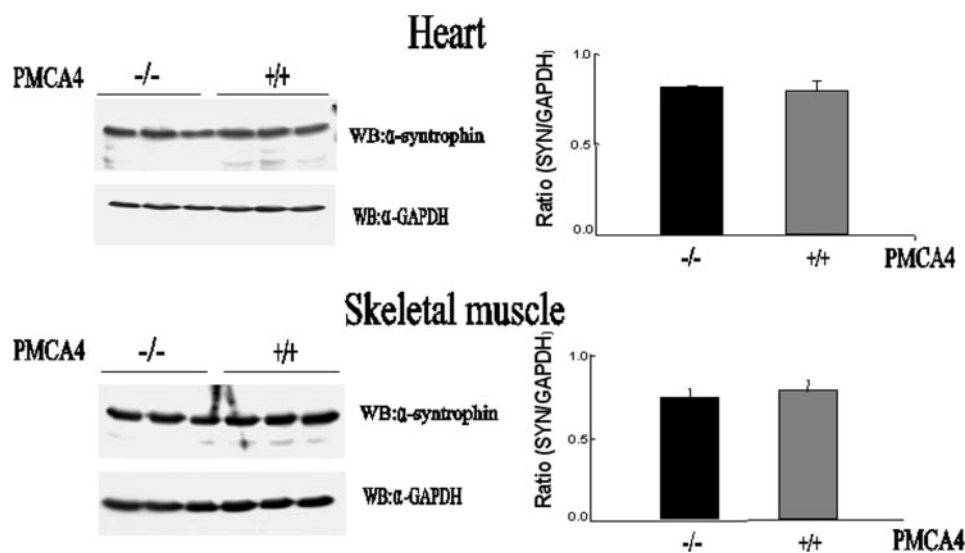 Heart
PMCA4 -/- +/+
WB:α-syntrophin
WB:α-GAPDH
Ratio (SYN/GAPDH)
1.0
0.5
0.0
-/- +/+ PMCA4
Skeletal muscle
PMCA4 -/- +/+
WB:α-syntrophin
WB:α-GAPDH
Ratio (SYN/GAPDH)
1.0
0.5
0.0
-/- +/+ PMCA4